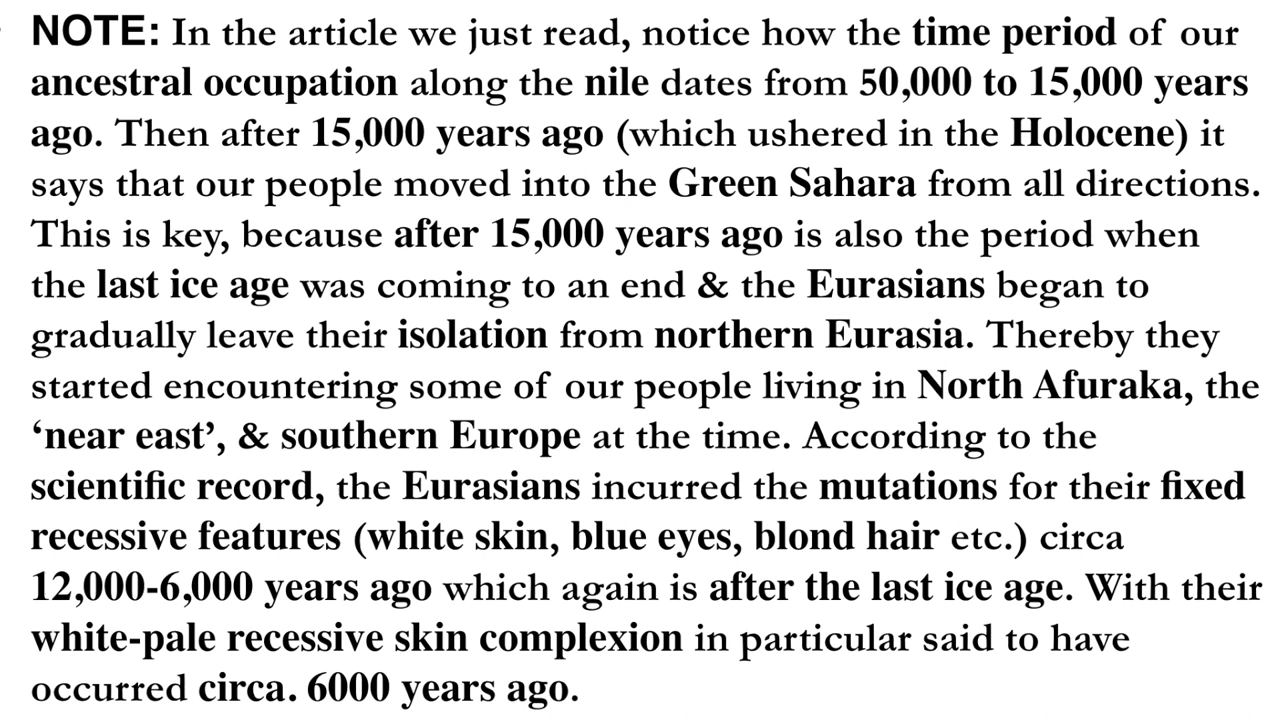 NOTE: In the article we just read, notice how the time period of our
ancestral occupation along the nile dates from 50,000 to 15,000 years
ago. Then after 15,000 years ago (which ushered in the Holocene) it
says that our people moved into the Green Sahara from all directions.
This is key, because after 15,000 years ago is also the period when
the last ice age was coming to an end & the Eurasians began to
gradually leave their isolation from northern Eurasia. Thereby they
started encountering some of our people living in North Afuraka, the
‘near east’, & southern Europe at the time. According to the
scientific record, the Eurasians incurred the mutations for their fixed
recessive features (white skin, blue eyes, blond hair etc.) circa
12,000-6,000 years ago which again is after the last ice age. With their
white-pale recessive skin complexion in particular said to have
occurred circa. 6000 years ago.